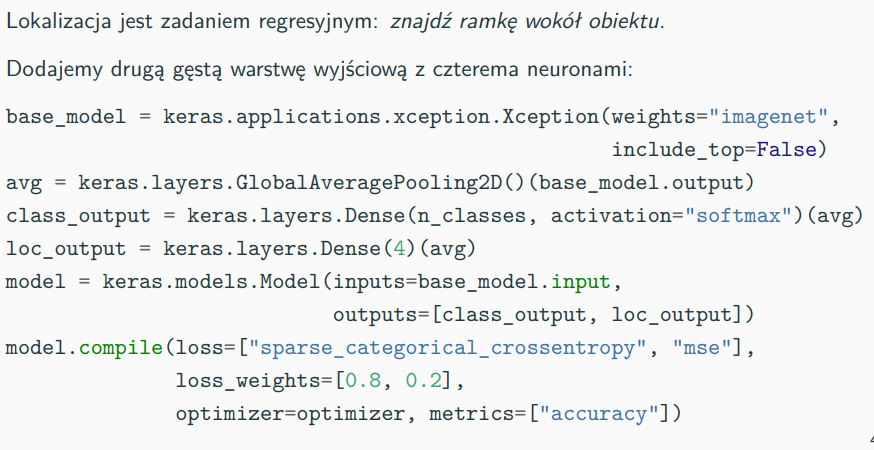 Lokalizacja jest zadaniem regresyjnym: znajdź ramkę wokół obiektu.
Dodajemy drugą gęstą warstwę wyjściową z czterema neuronami:
base_model = keras.applications.xception.Xception(weights="imagenet",
include_top=False)
avg = keras.layers.GlobalAveragePooling2D()(base_model.output)
class_output = keras.layers.Dense(n_classes, activation="softmax")(avg)
loc_output = keras.layers.Dense(4)(avg)
model = keras.models.Model(inputs=base_model.input,
outputs=[class_output, loc_output])
model.compile(loss=["sparse_categorical_crossentropy", "mse"],
loss_weights=[0.8, 0.2],
optimizer=optimizer, metrics=["accuracy"])